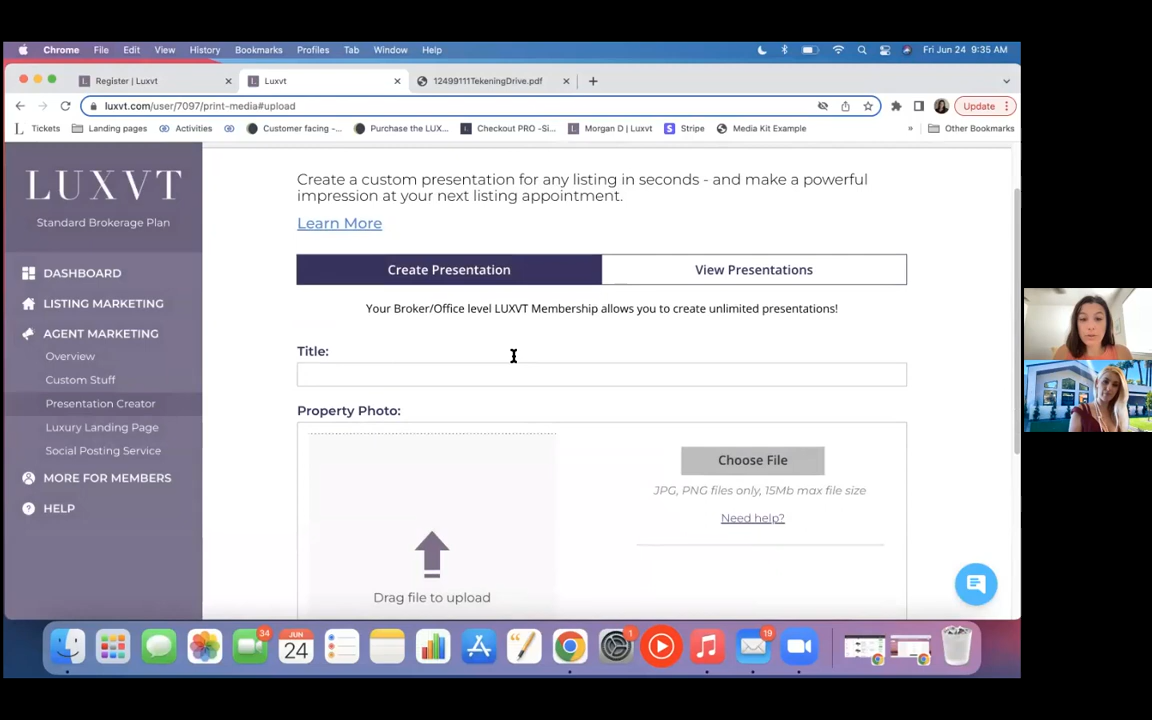 Chrome File Edit View History Bookmarks Profiles Tab Window Help Fri Jun 24 9:35 AM
Register | Luxvt Luxvt 12499111TekeningDrive.pdf
luxvt.com/user/7097/print-media#upload Update
Tickets Landing pages Activities Customer facing -... Purchase the LUX... Checkout PRO -Si... Morgan D | Luxvt Stripe Media Kit Example » Other Bookmarks
LUXVT
Standard Brokerage Plan
DASHBOARD
LISTING MARKETING
AGENT MARKETING
Overview
Custom Stuff
Presentation Creator
Luxury Landing Page
Social Posting Service
MORE FOR MEMBERS
HELP
Create a custom presentation for any listing in seconds - and make a powerful
impression at your next listing appointment.
Learn More
Create Presentation View Presentations
Your Broker/Office level LUXVT Membership allows you to create unlimited presentations!
Title:
Property Photo:
Choose File
JPG, PNG files only, 15Mb max file size
Need help?
Drag file to upload
34 JUN 24 1 19